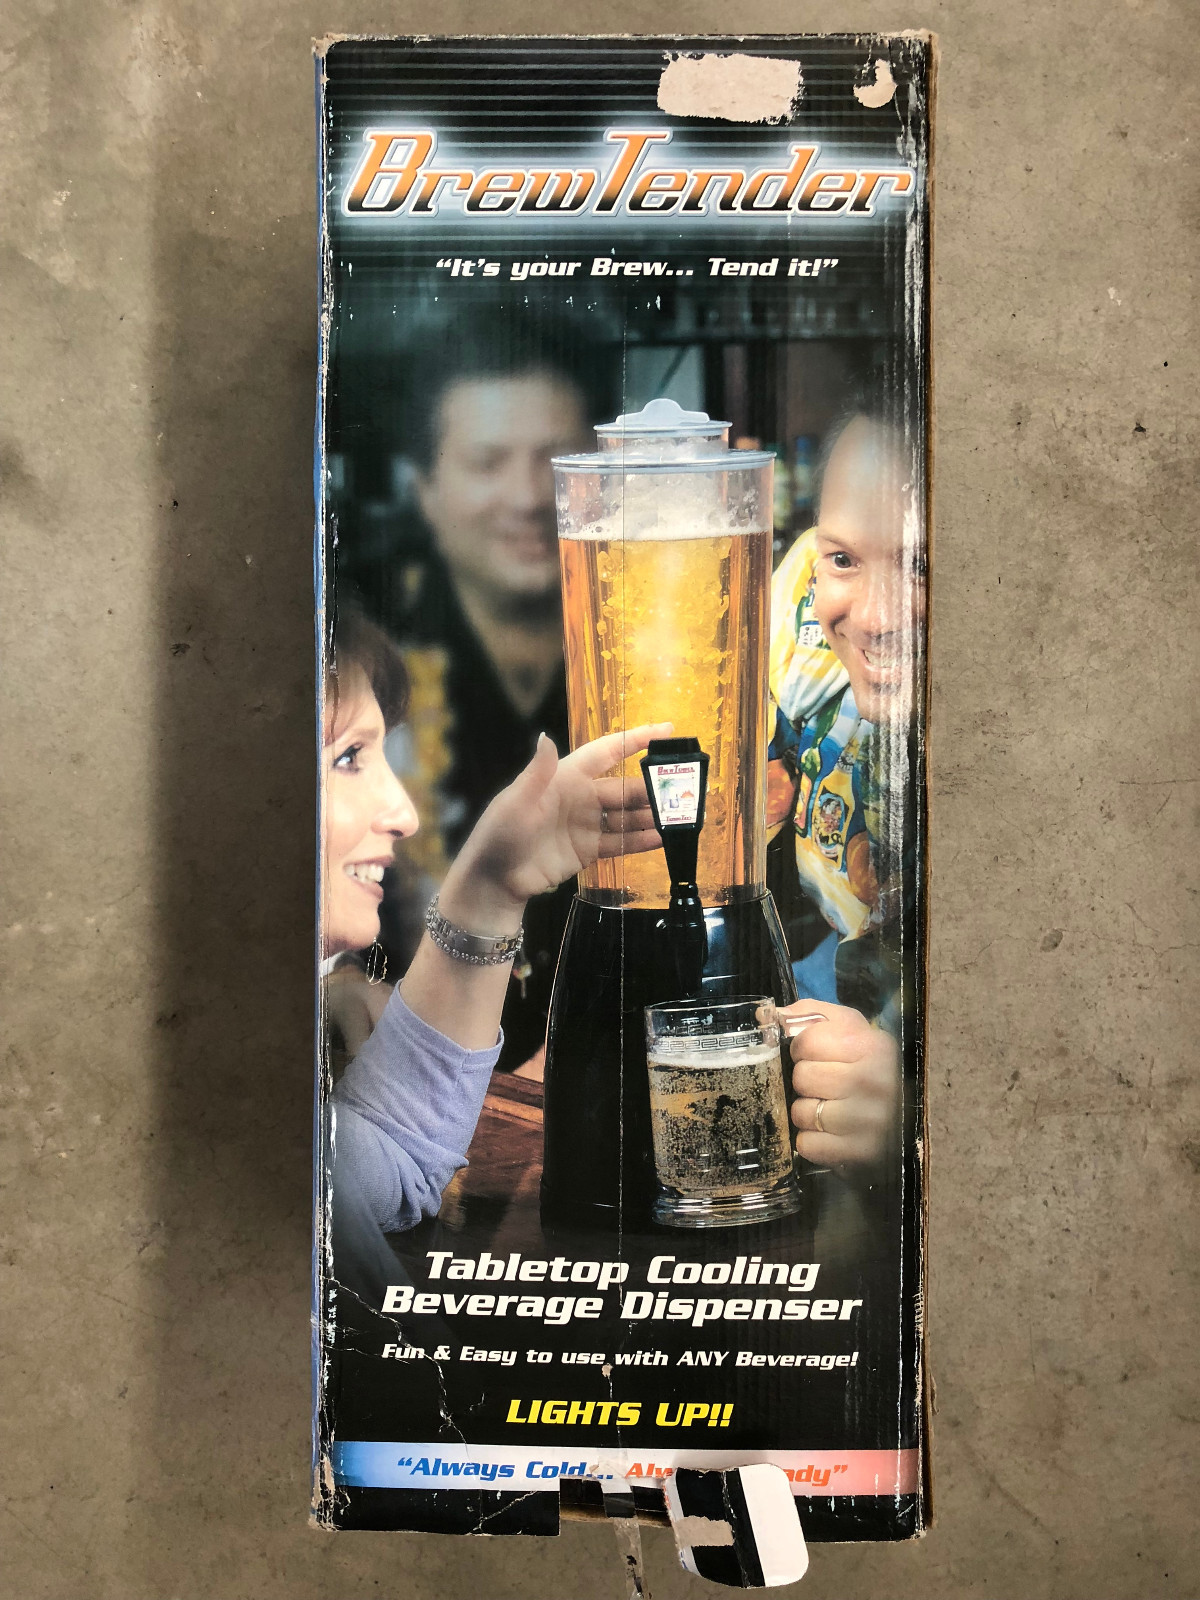 BrewTender
“It's your Brew... Tend it!”
BrewTender
Tabletop Cooling
Beverage Dispenser
Fun & Easy to use with ANY Beverage!
LIGHTS UP!!
“Always Cold...